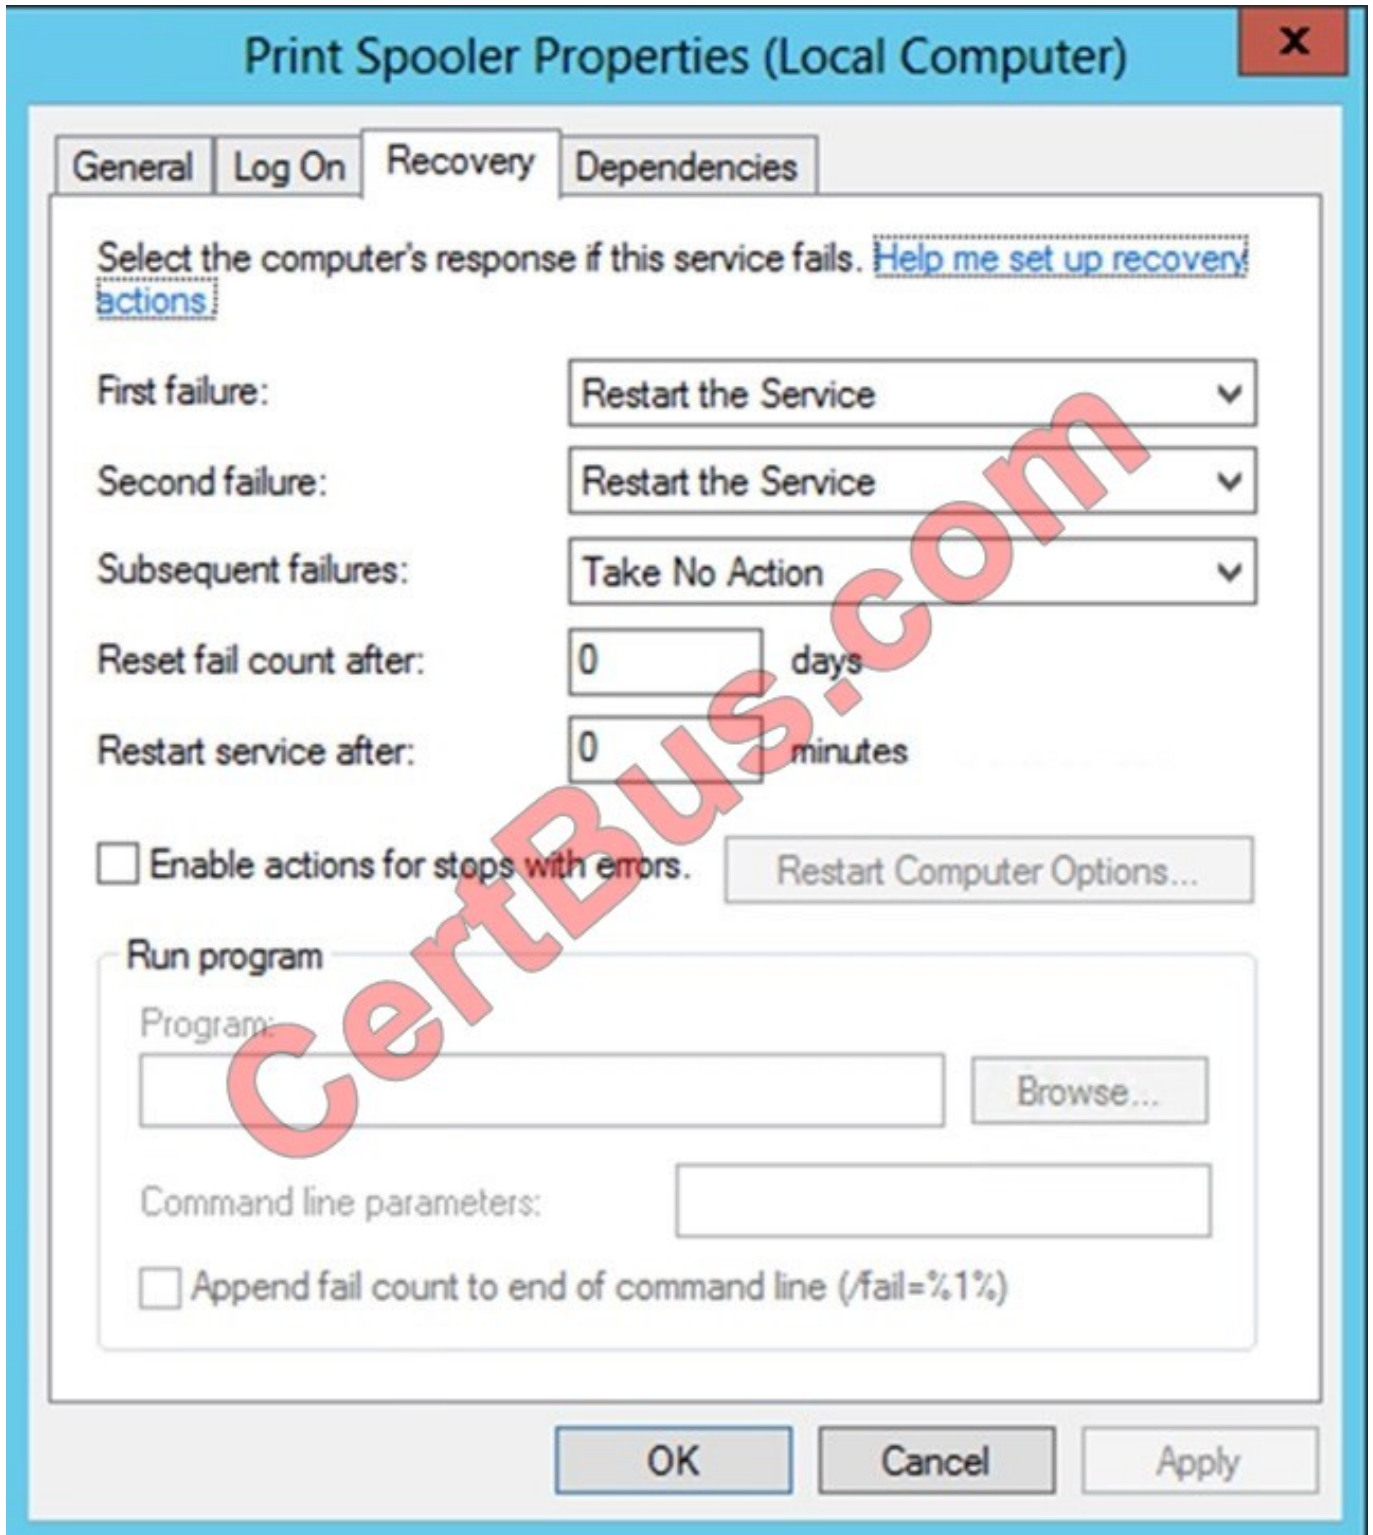 Print Spooler Properties (Local Computer)
x
General Log On Recovery Dependencies
Select the computer's response if this service fails. Help me set up recovery
actions.
First failure: Restart the Service
Second failure: Restart the Service
Subsequent failures: Take No Action
Reset fail count after: 0 days
Restart service after: 0 minutes
Enable actions for stops with errors. Restart Computer Options...
Run program
Program:
Browse...
Command line parameters:
Append fail count to end of command line (/fail=%1%)
OK Cancel Apply
CertBus.com